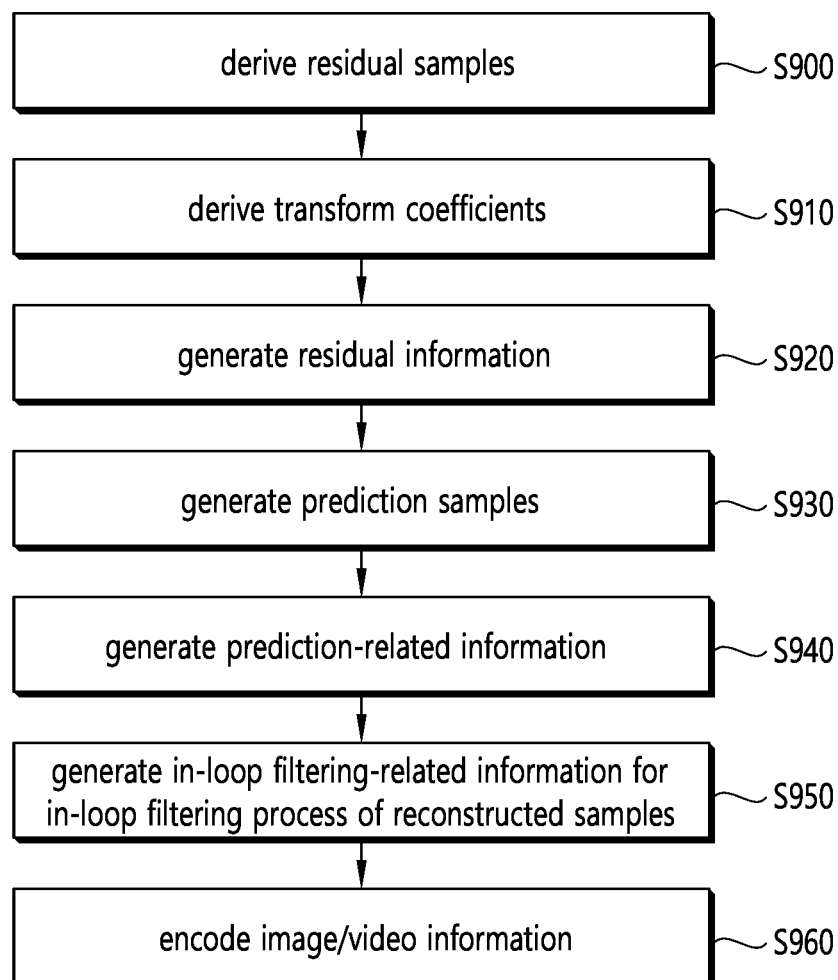 derive residual samples S900
derive transform coefficients S910
generate residual information S920
generate prediction samples S930
generate prediction-related information S940
generate in-loop filtering-related information for
in-loop filtering process of reconstructed samples S950
encode image/video information S960